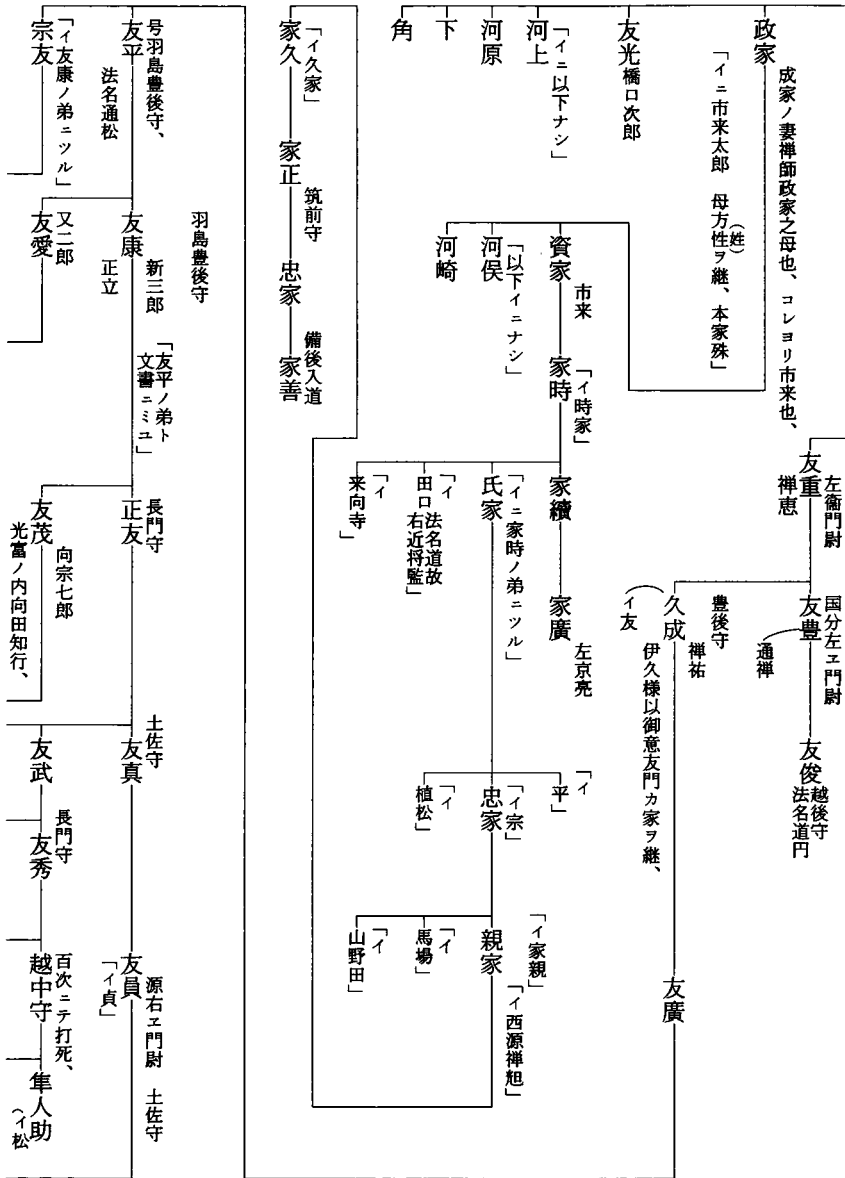 左衛門尉
友重
禅恵
国分左ヱ門尉
友豊
通禅
越後守
友俊
法名道円
豊後守
久成
禅祐
イ友
伊久様以御意友門カ家ヲ継、
友廣
成家ノ妻禅師政家之母也、コレヨリ市来也、
政家
(姓)
「イニ市来太郎　母方性ヲ継、本家殊」
友光
橋口次郎
河上
「イニ以下ナシ」
河原
下
角
市来
資家
河俣
「以下イニナシ」
河崎
家時
「イ時家」
家續
氏家
「イニ家時ノ弟ニツル」
「イ
田口
法名道故
右近将監」
「イ
来向寺」
家廣
左京亮
「イ
平」
「イ宗」
忠家
「イ
植松」
「イ家親」
親家
「イ西源禅
「イ
馬場」
「イ
山野田」
「イ久家」
家久
家正
筑前守
忠家
備後入道
家善
号羽島豊後守、
友平
法名通松
「イ友康ノ弟ニツル」
宗友
羽島豊後守
新三郎
友康
正立
又二郎
友愛
「友平ノ弟ト
文書ニミユ」
長門守
正友
友茂
向宗七郎
光富ノ内向田知行、
土佐守
友真
友武
長門守
友秀
源右ヱ門尉　土佐守
友員
「イ貞」
百次ニテ打死、
越中守
隼人助
(イ松